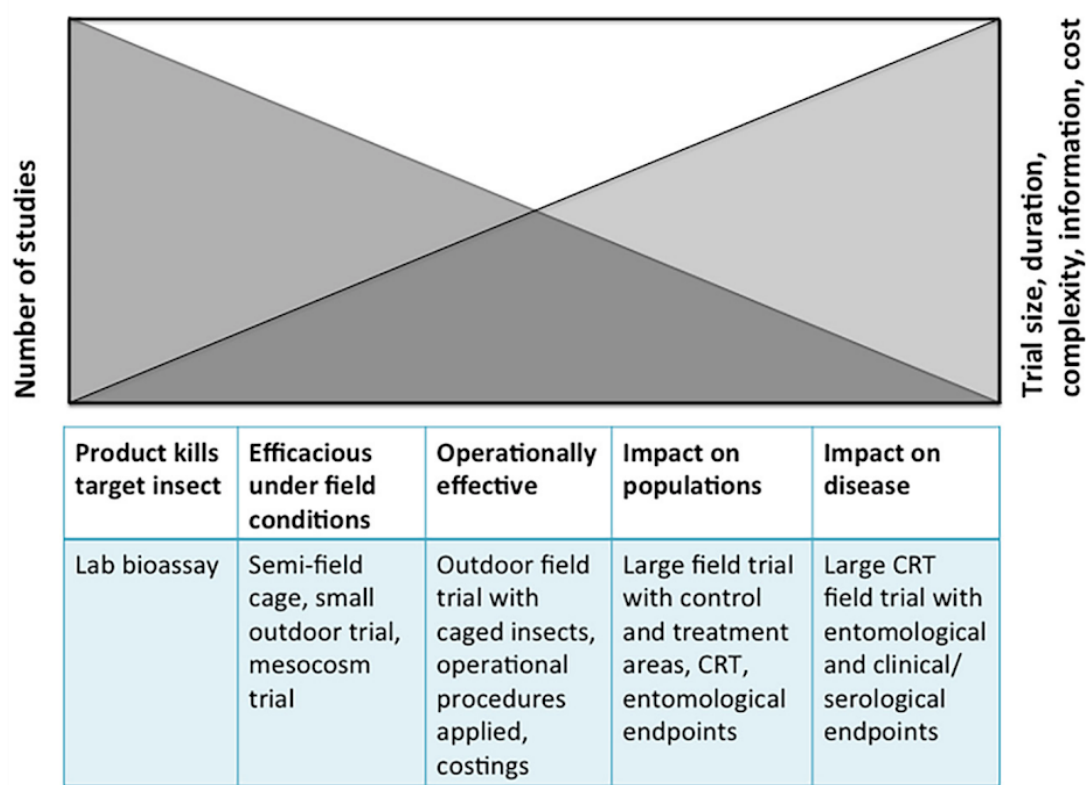 Number of studies
Trial size, duration,
complexity, information, cost
Product kills
target insect
Efficacious
under field
conditions
Operationally
effective
Impact on
populations
Impact on
disease
Lab bioassay
Semi-field
cage, small
outdoor trial,
mesocosm
trial
Outdoor field
trial with
caged insects,
operational
procedures
applied,
costings
Large field trial
with control
and treatment
areas, CRT,
entomological
endpoints
Large CRT
field trial with
entomological
and clinical/
serological
endpoints